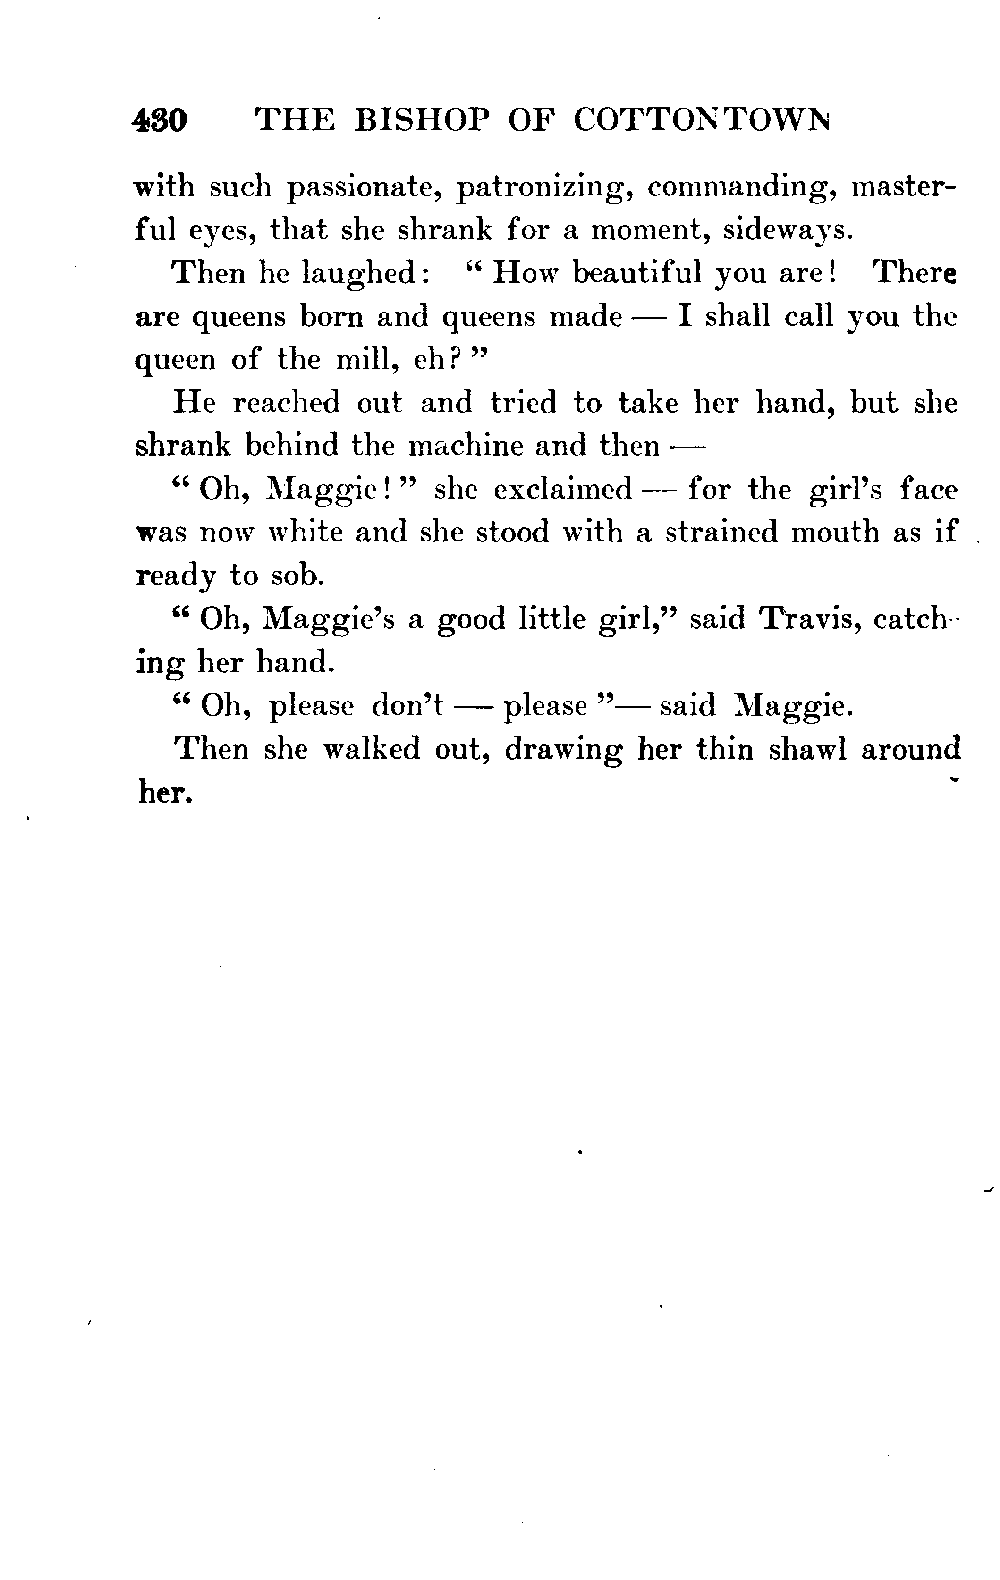 430 THE BISHOP OF COTTONTOWN
with such passionate, patronizing, commanding, master-
ful eyes, that she shrank for a moment, sideways.
Then he laughed: “ How beautiful you are! There
are queens born and queens made — I shall call you the
queen of the mill, eh? ”
He reached out and tried to take her hand, but she
shrank behind the machine and then —
“ Oh, Maggie! ” she exclaimed — for the girl’s face
was now white and she stood with a strained mouth as if
ready to sob.
“ Oh, Maggie’s a good little girl,” said Travis, catch-
ing her hand.
“ Oh, please don’t — please ”— said Maggie.
Then she walked out, drawing her thin shawl around
her.